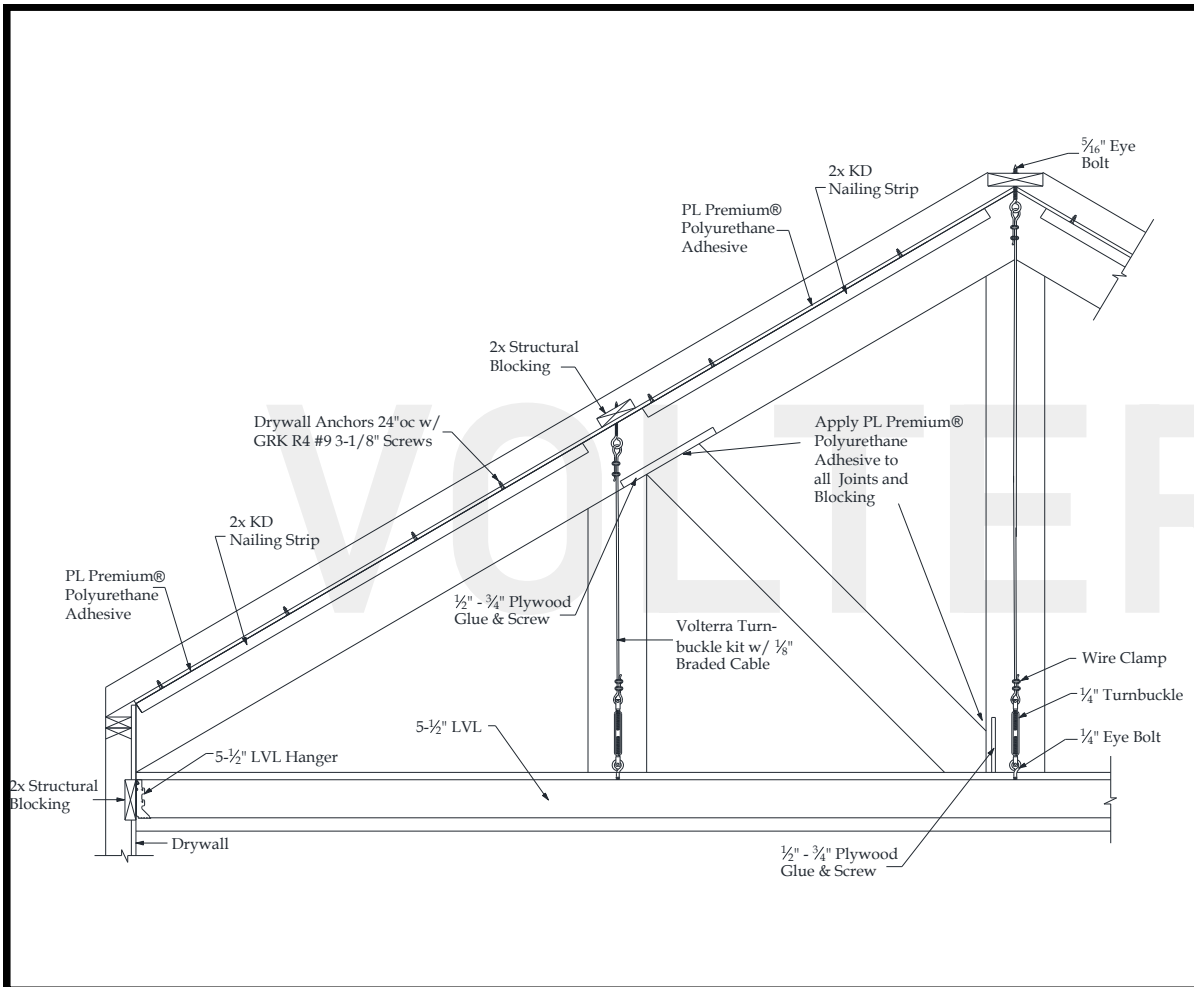 5/16" Eye
Bolt
2x KD
Nailing Strip
PL Premium®
Polyurethane
Adhesive
2x Structural
Blocking
Drywall Anchors 24"oc w/
GRK R4 #9 3-1/8" Screws
Apply PL Premium®
Polyurethane
Adhesive to
all Joints and
Blocking
2x KD
Nailing Strip
PL Premium®
Polyurethane
Adhesive
½" - ¾" Plywood
Glue & Screw
Volterra Turn-
buckle kit w/ ⅛"
Braded Cable
Wire Clamp
¼" Turnbuckle
¼" Eye Bolt
5-½" LVL
5-½" LVL Hanger
2x Structural
Blocking
Drywall
½" - ¾" Plywood
Glue & Screw
VOLTER